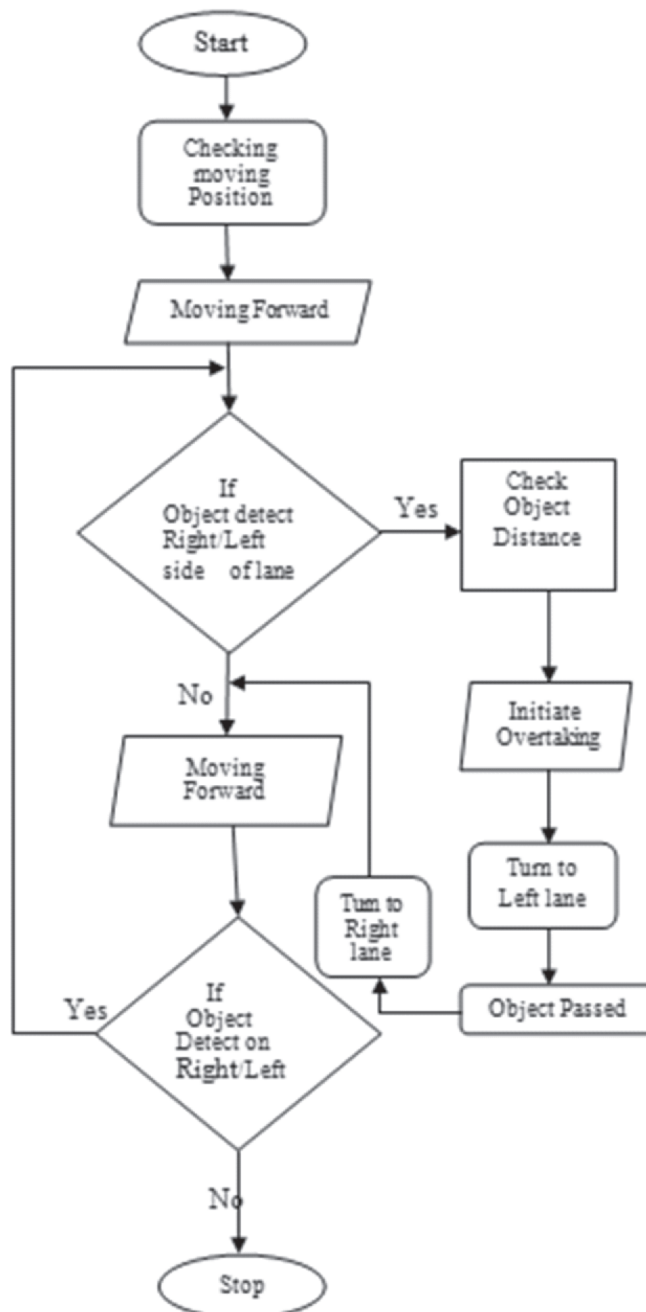 Start
Checking
moving
Position
Moving Forward
If
Object detect
Right/Left
side of lane
Yes
Check
Object
Distance
No
Initiate
Overtaking
Moving
Forward
Turn to
Left lane
Turn to
Right
lane
Object Passed
Yes
If
Object
Detect on
Right/Left
No
Stop